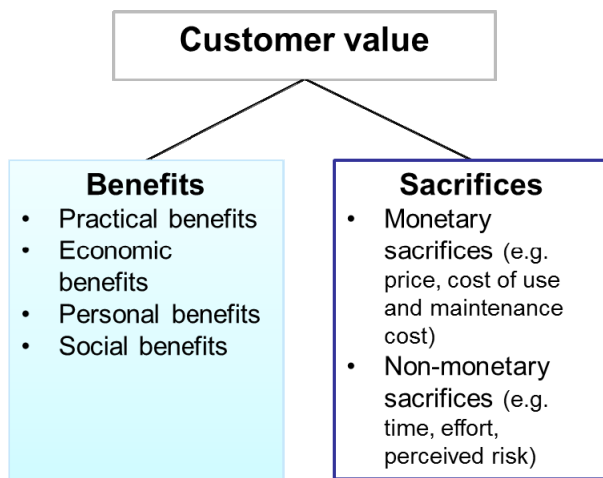 Customer value
Benefits
• Practical benefits
• Economic
benefits
• Personal benefits
• Social benefits
Sacrifices
• Monetary
sacrifices (e.g.
price, cost of use
and maintenance
cost)
• Non-monetary
sacrifices (e.g.
time, effort,
perceived risk)